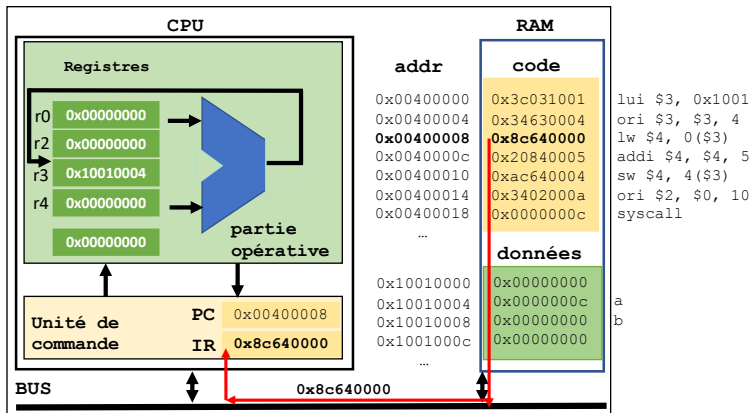 CPU
RAM
Registres
addr
code
r0 0x00000000
r2 0x00000000
r3 0x10010004
r4 0x00000000
0x00000000
partie
opérative
0x00400000 0x3c031001 lui $3, 0x1001
0x00400004 0x34630004 ori $3, $3, 4
0x00400008 0x8c640000 lw $4, 0($3)
0x0040000c 0x20840005 addi $4, $4, 5
0x00400010 0xac640004 sw $4, 4($3)
0x00400014 0x3402000a ori $2, $0, 10
0x00400018 0x0000000c syscall
…
données
0x10010000 0x00000000
0x10010004 0x0000000c a
0x10010008 0x00000000 b
0x1001000c 0x00000000
…
Unité de
commande
PC 0x00400008
IR 0x8c640000
BUS
0x8c640000